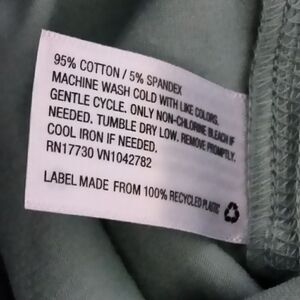 95% COTTON / 5% SPANDEX
MACHINE WASH COLD WITH LIKE COLORS.
GENTLE CYCLE. ONLY NON-CHLORINE BLEACH IF
NEEDED. TUMBLE DRY LOW. REMOVE PROMPTLY.
COOL IRON IF NEEDED.
RN17730 VN1042782
LABEL MADE FROM 100% RECYCLED PLASTIC